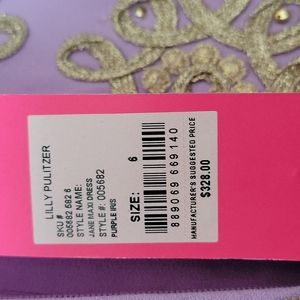 LILLY PULITZER
SKU #
005682 682 6
STYLE NAME:
JANE MAXI DRESS
STYLE#: 005682
PURPLE IRIS
SIZE: 6
889069 669140
MANUFACTURER'S SUGGESTED PRICE
$328.00